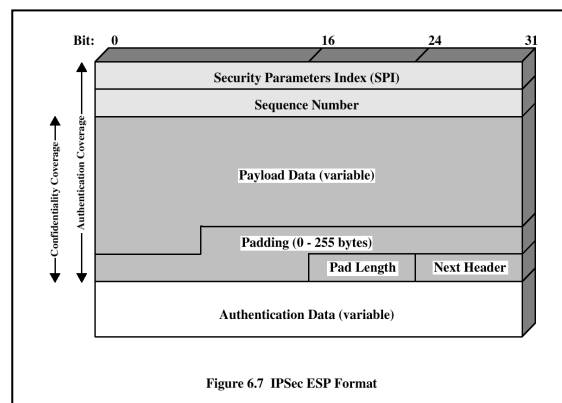 Bit: 0 16 24 31
Security Parameters Index (SPI)
Sequence Number
Payload Data (variable)
Padding (0 - 255 bytes)
Pad Length Next Header
Authentication Data (variable)
Confidentiality Coverage
Authentication Coverage
Figure 6.7 IPSec ESP Format